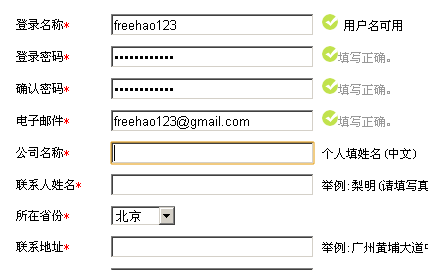 登录名称* freehao123 用户名可用
登录密码* •••••••••••• 填写正确。
确认密码* •••••••••••• 填写正确。
电子邮件* freehao123@gmail.com 填写正确。
公司名称* 个人填姓名(中文)
联系人姓名* 举例:梨明(请填写真
所在省份* 北京
联系地址* 举例:广州黄埔大道中